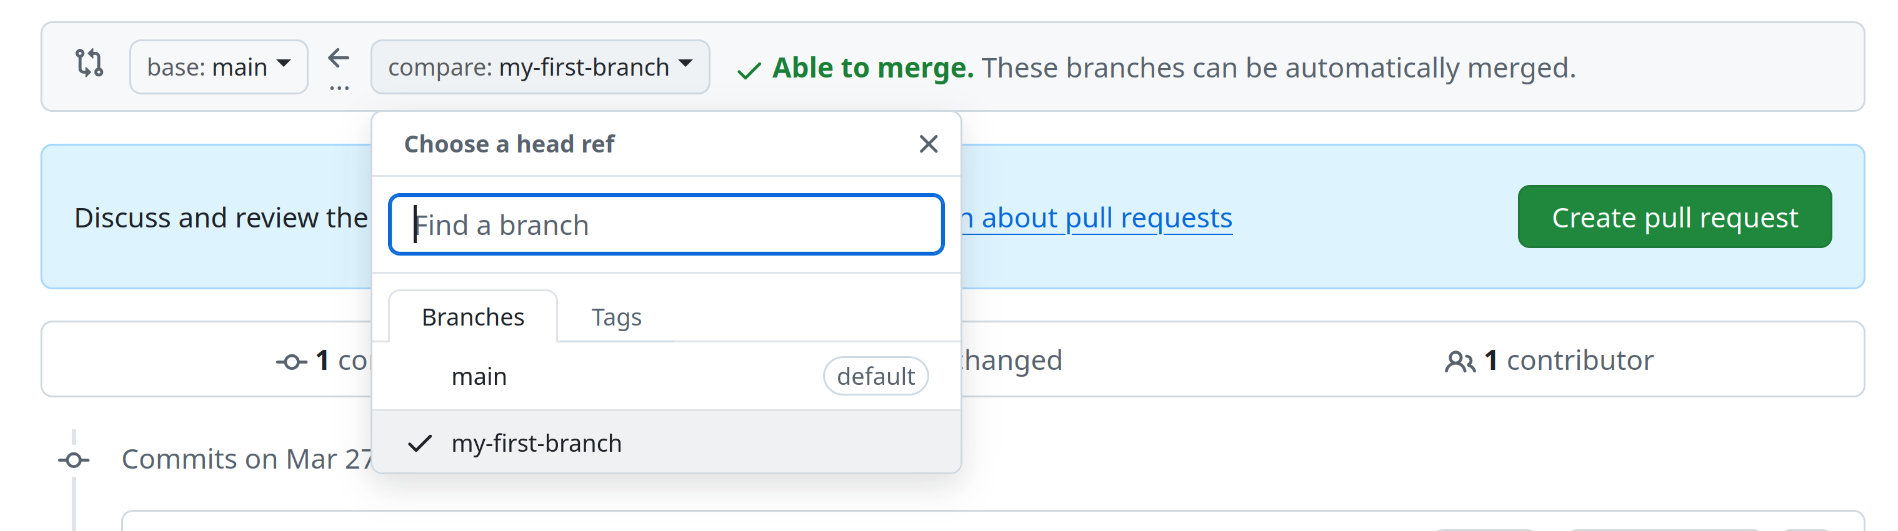 base: main
...
compare: my-first-branch
Able to merge. These branches can be automatically merged.
Choose a head ref
Find a branch
Discuss and review the
about pull requests
Create pull request
Branches
Tags
1
1 contributor
main
default
my-first-branch
Commits on Mar 27